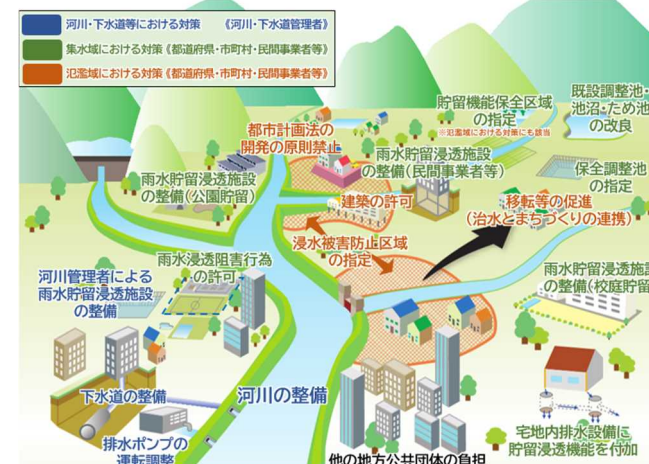 河川・下水道等における対策　《河川・下水道管理者》
集水域における対策《都道府県・市町村・民間事業者等》
氾濫域における対策《都道府県・市町村・民間事業者等》
都市計画法の
開発の原則禁止
貯留機能保全区域
の指定
※氾濫域における対策にも該当
既設調整池・
池沼・ため池
の改良
雨水貯留浸透施設
の整備(公園貯留)
雨水貯留浸透施設
の整備(民間事業者等)
保全調整池
の指定
建築の許可
移転等の促進
(治水とまちづくりの連携)
浸水被害防止区域
の指定
雨水浸透阻害行為
の許可
河川管理者による
雨水貯留浸透施設
の整備
雨水貯留浸透施
の整備(校庭貯留
下水道の整備
河川の整備
排水ポンプの
運転調整
他の地方公共団体の負担
宅地内排水設備に
貯留浸透機能を付加